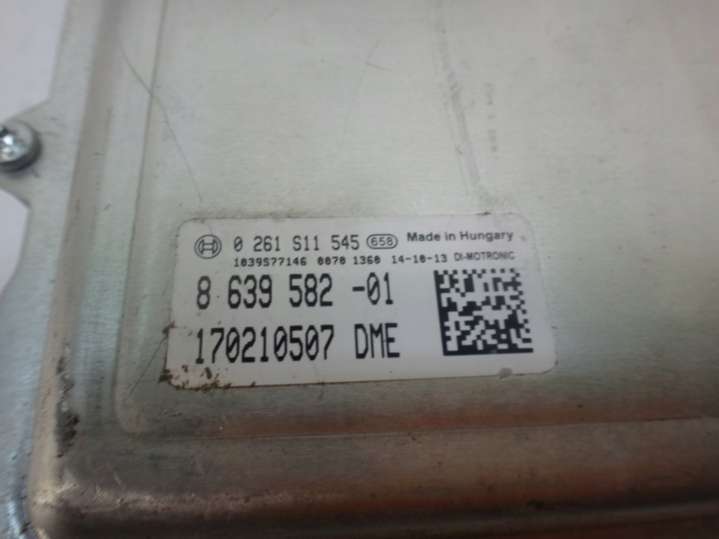 0 261 S11 545 658 Made in Hungary
1039S77146 0070 1360 14-10-13 DI-MOTRONIC
8 639 582 -01
170210507 DME